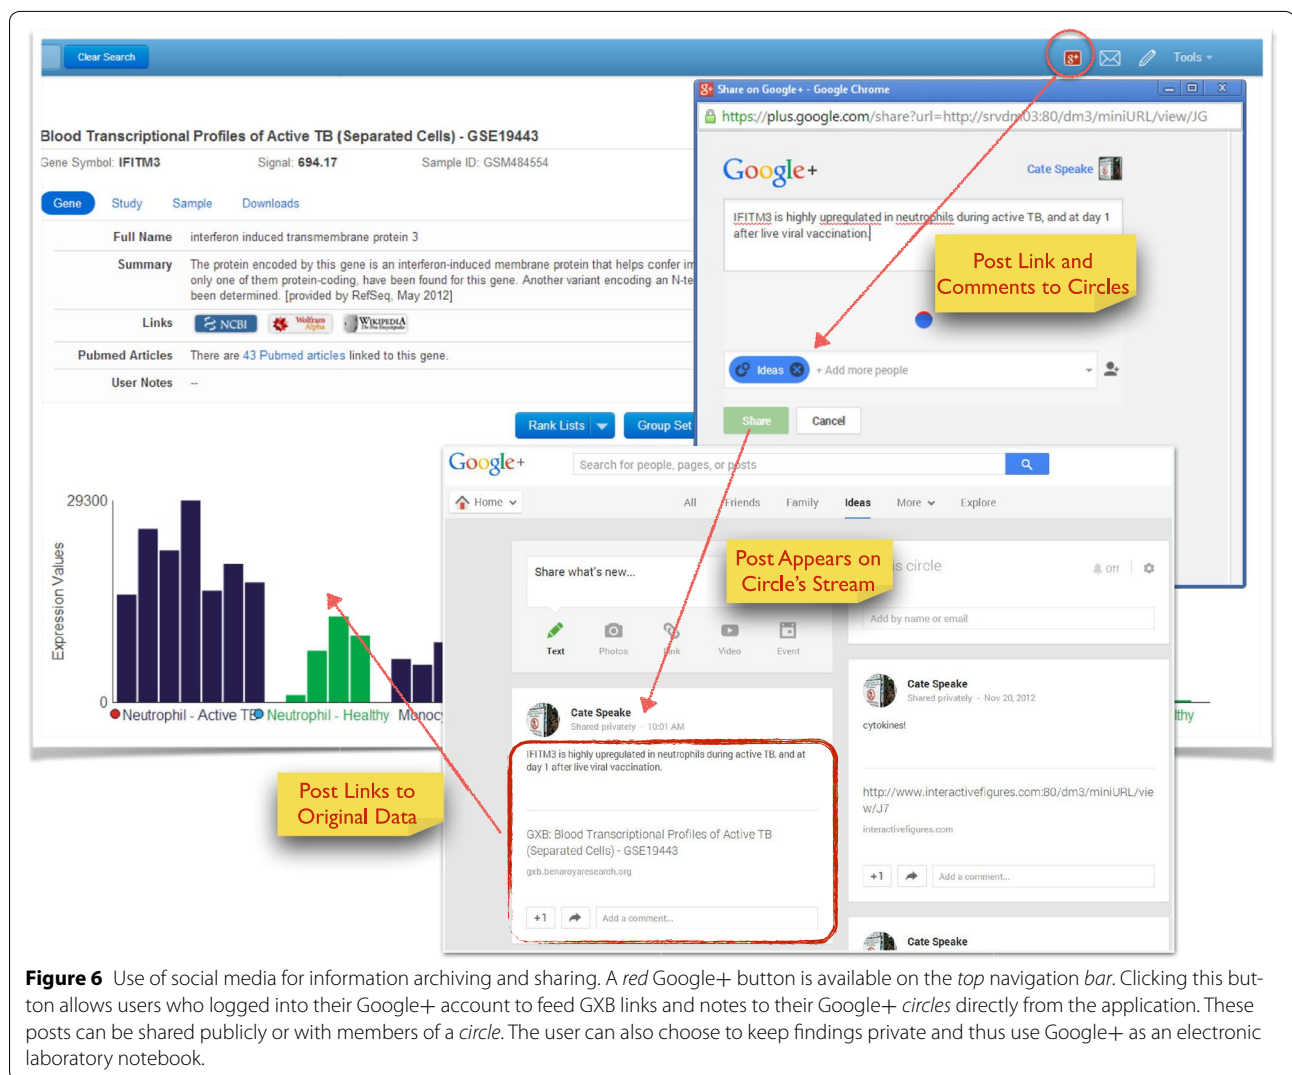 Clear Search
g+
Tools
Blood Transcriptional Profiles of Active TB (Separated Cells) - GSE19443
Gene Symbol: IFITM3 Signal: 694.17 Sample ID: GSM484554
Gene Study Sample Downloads
Full Name interferon induced transmembrane protein 3
Summary The protein encoded by this gene is an interferon-induced membrane protein that helps confer im
only one of them protein-coding, have been found for this gene. Another variant encoding an N-te
been determined. [provided by RefSeq, May 2012]
Links NCBI Wolfram Alpha WIKIPEDIA The Free Encyclopedia
Pubmed Articles There are 43 Pubmed articles linked to this gene.
User Notes --
Rank Lists Group Set
g+ Share on Google+ - Google Chrome
https://plus.google.com/share?url=http://srvdm03:80/dm3/miniURL/view/JG
Google+ Cate Speake
IFITM3 is highly upregulated in neutrophils during active TB, and at day 1
after live viral vaccination.
Post Link and
Comments to Circles
Ideas + Add more people
Share Cancel
Google+ Search for people, pages, or posts
Home All Friends Family Ideas More Explore
Share what's new...
Text Photos Link Video Event
Post Appears on
Circle's Stream
is circle Off
Add by name or email
Cate Speake
Shared privately - 10:01 AM
IFITM3 is highly upregulated in neutrophils during active TB, and at
day 1 after live viral vaccination.
GXB: Blood Transcriptional Profiles of Active TB
(Separated Cells) - GSE19443
gxb.benaroyaresearch.org
+1 Add a comment...
Cate Speake
Shared privately - Nov 20, 2012
cytokines!
http://www.interactivefigures.com:80/dm3/miniURL/vie
w/J7
interactivefigures.com
+1 Add a comment...
Cate Speake
29300
Expression Values
0
Neutrophil - Active TB Neutrophil - Healthy Monoc
lthy
Post Links to
Original Data
Figure 6 Use of social media for information archiving and sharing. A red Google+ button is available on the top navigation bar. Clicking this but-
ton allows users who logged into their Google+ account to feed GXB links and notes to their Google+ circles directly from the application. These
posts can be shared publicly or with members of a circle. The user can also choose to keep findings private and thus use Google+ as an electronic
laboratory notebook.